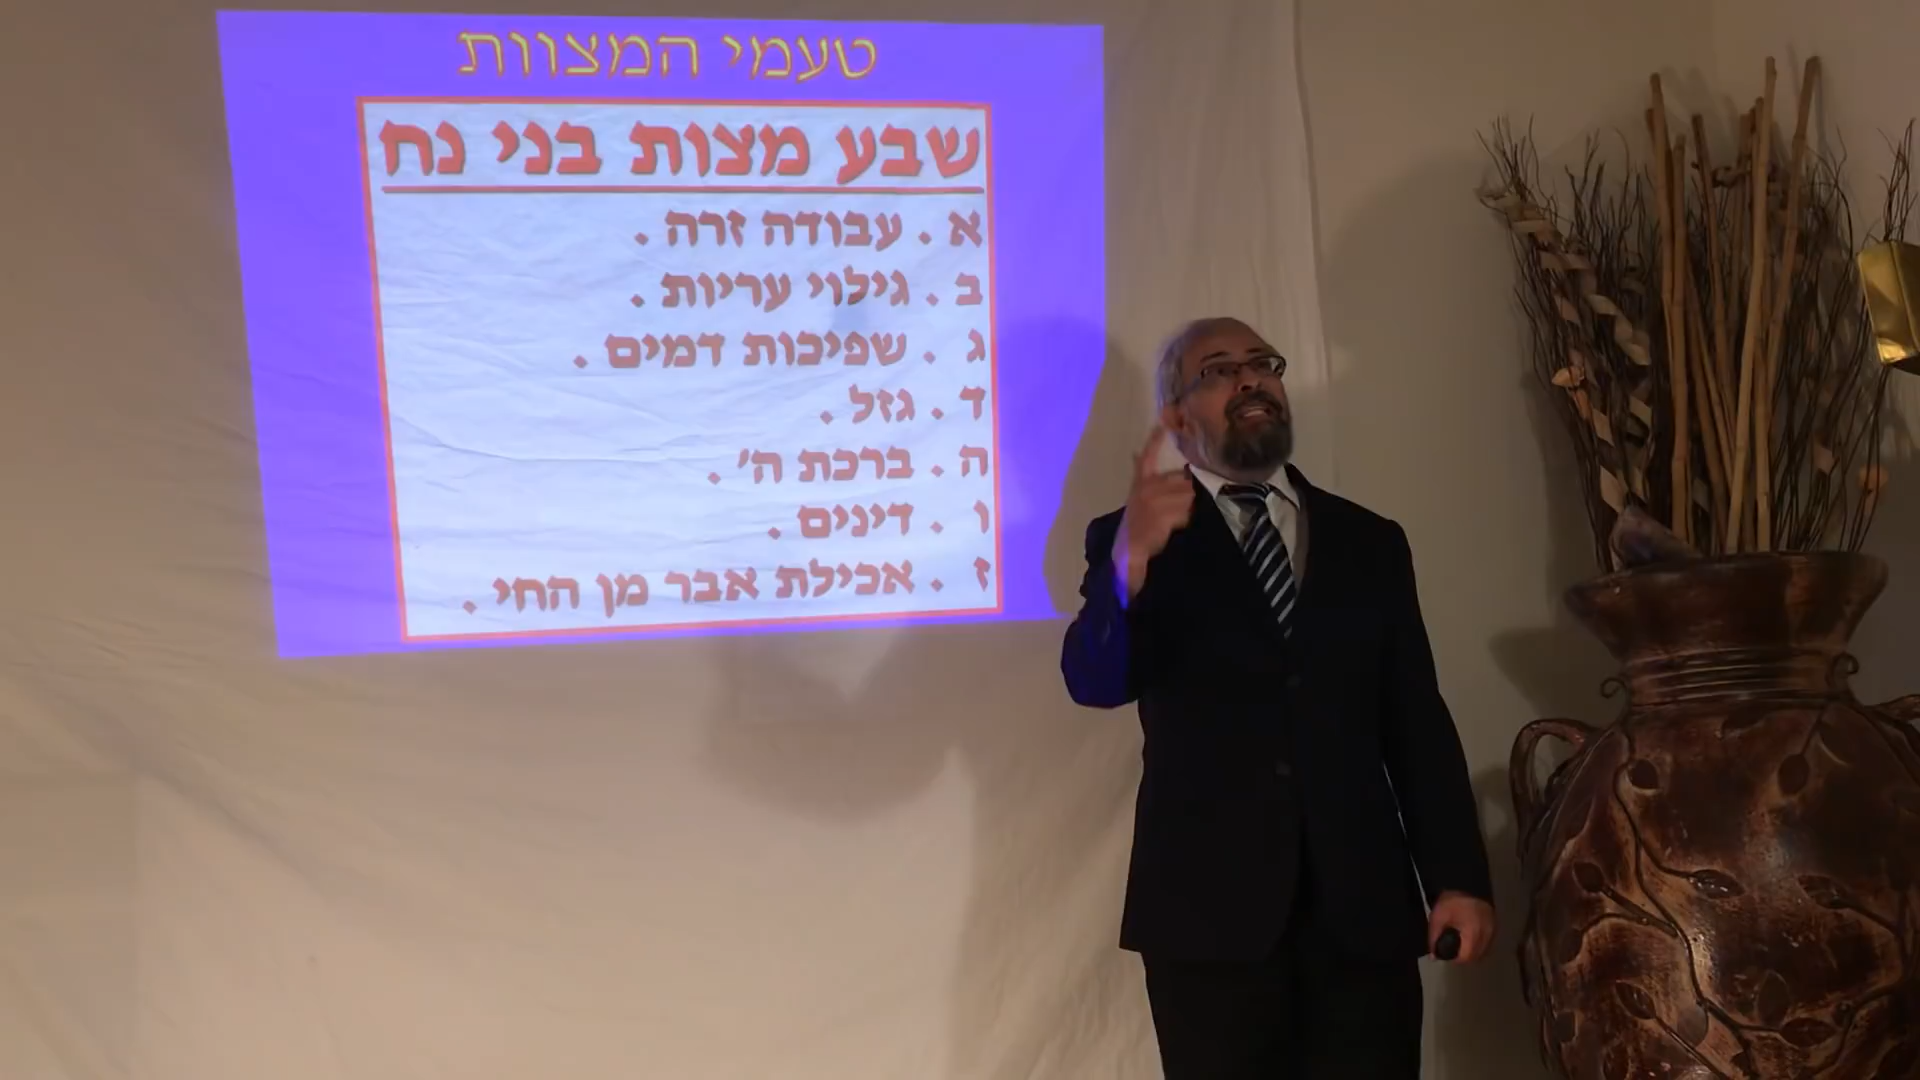 טעמי המצוות
שבע מצות בני נח
א . עבודה זרה .
ב . גילוי עריות .
ג . שפיכות דמים .
ד . גזל .
ה . ברכת ה' .
ו . דינים .
ז . אכילת אבר מן החי .